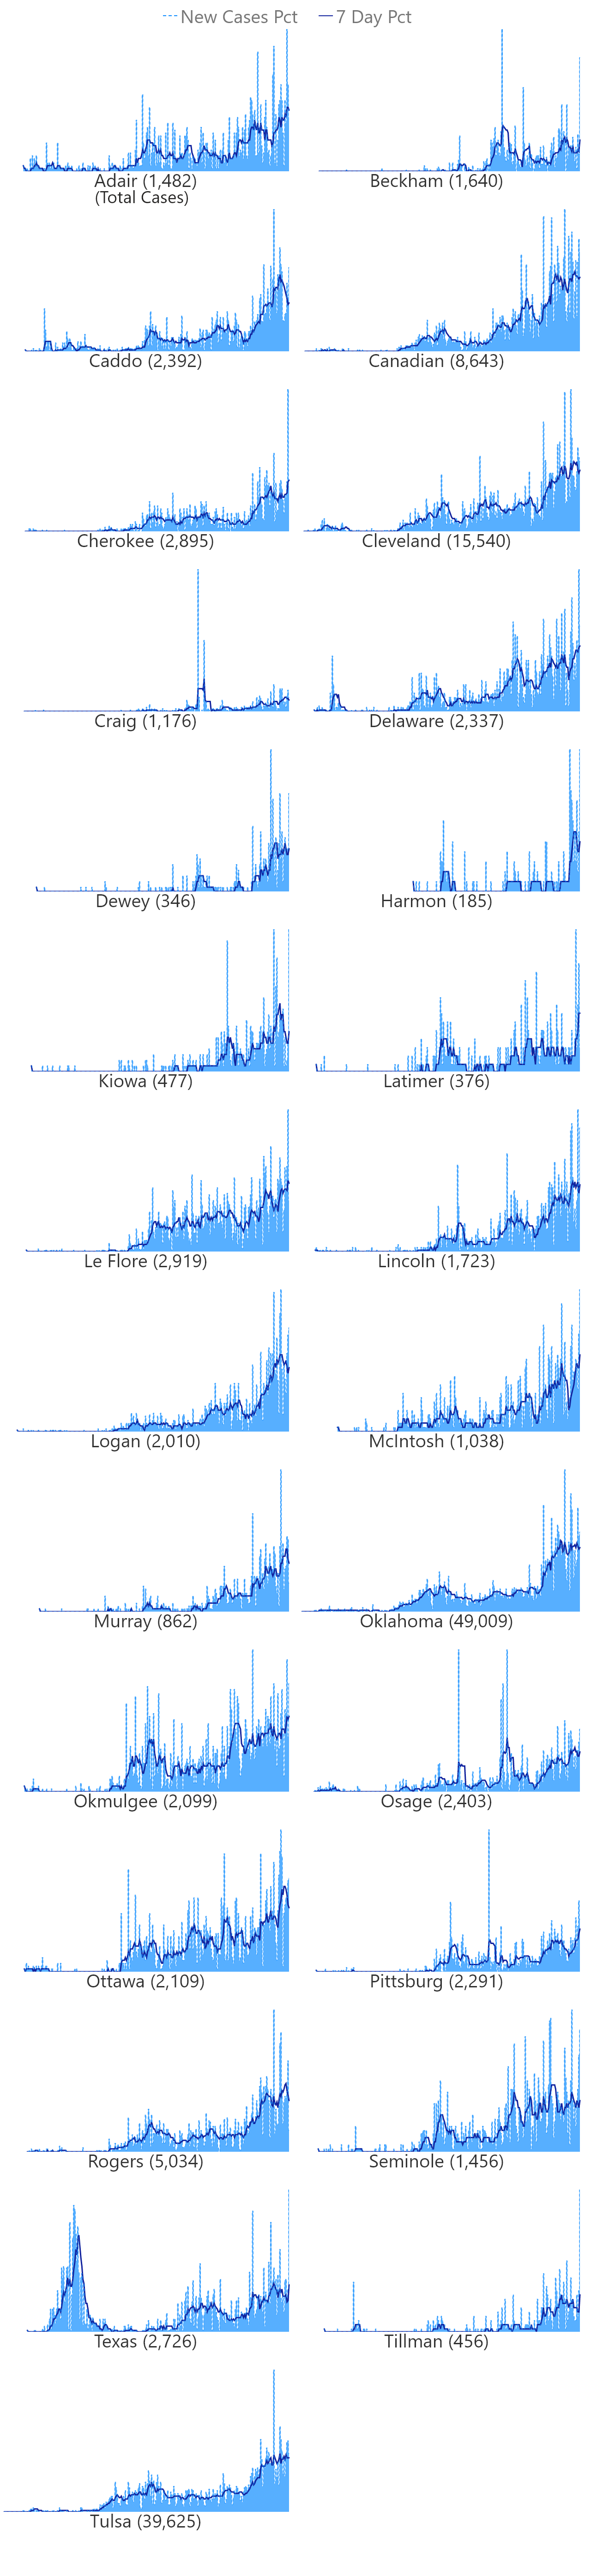 New Cases Pct 7 Day Pct
Adair (1,482)
(Total Cases)
Beckham (1,640)
Caddo (2,392)
Canadian (8,643)
Cherokee (2,895)
Cleveland (15,540)
Craig (1,176)
Delaware (2,337)
Dewey (346)
Harmon (185)
Kiowa (477)
Latimer (376)
Le Flore (2,919)
Lincoln (1,723)
Logan (2,010)
McIntosh (1,038)
Murray (862)
Oklahoma (49,009)
Okmulgee (2,099)
Osage (2,403)
Ottawa (2,109)
Pittsburg (2,291)
Rogers (5,034)
Seminole (1,456)
Texas (2,726)
Tillman (456)
Tulsa (39,625)